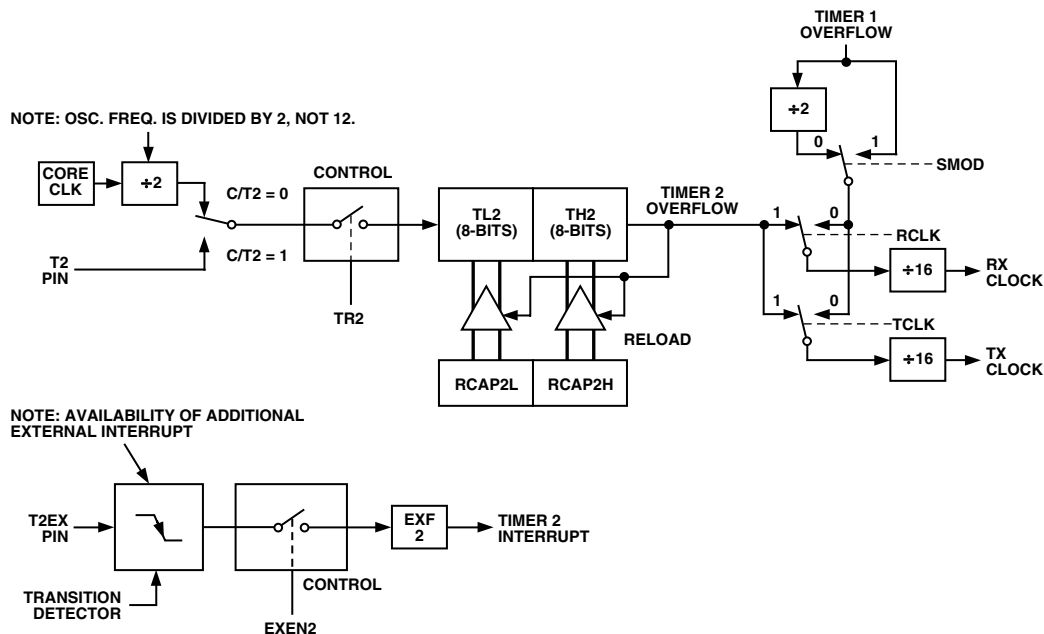 TIMER 1
OVERFLOW
÷2
0
1
SMOD
NOTE: OSC. FREQ. IS DIVIDED BY 2, NOT 12.
CORE
CLK
÷2
C/T2 = 0
C/T2 = 1
T2
PIN
CONTROL
TR2
TL2
(8-BITS)
TH2
(8-BITS)
TIMER 2
OVERFLOW
RELOAD
RCAP2L
RCAP2H
1
0
RCLK
÷16
RX
CLOCK
1
0
TCLK
÷16
TX
CLOCK
NOTE: AVAILABILITY OF ADDITIONAL
EXTERNAL INTERRUPT
T2EX
PIN
TRANSITION
DETECTOR
CONTROL
EXEN2
EXF
2
TIMER 2
INTERRUPT